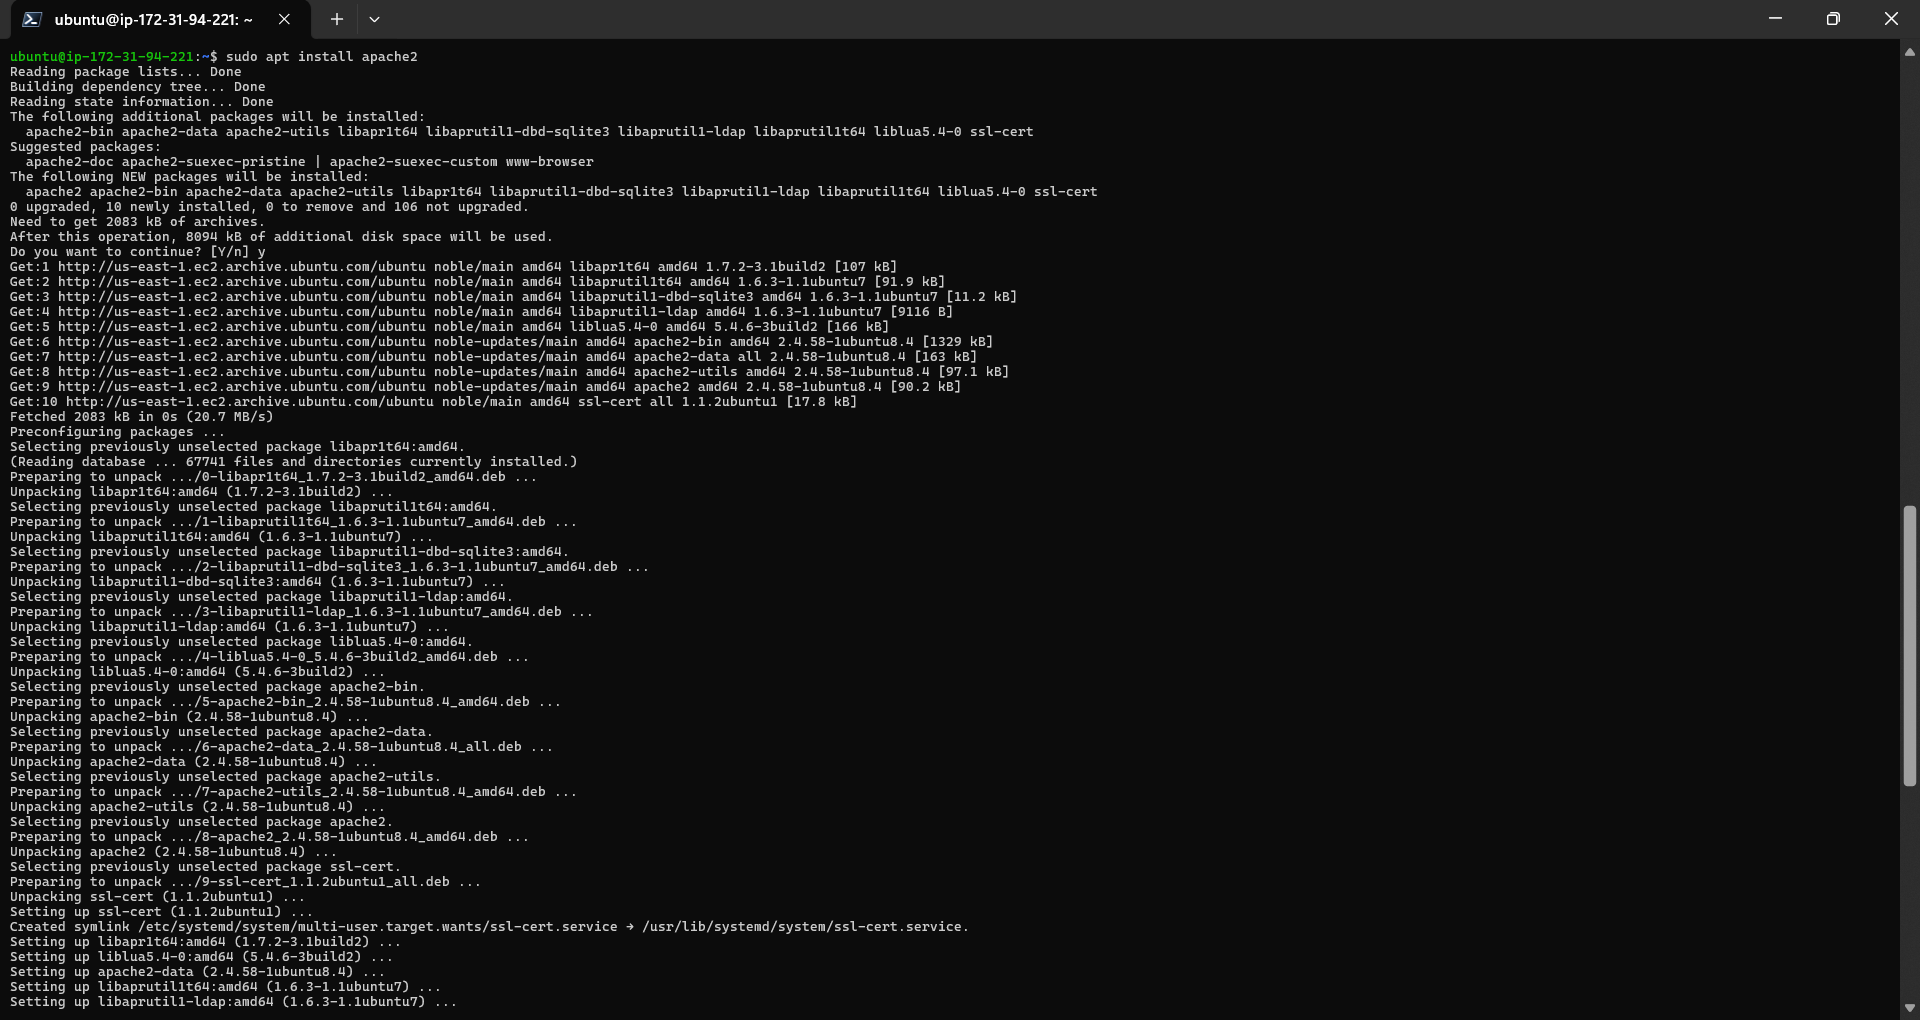 ubuntu@ip-172-31-94-221: ~
ubuntu@ip-172-31-94-221:~$ sudo apt install apache2
Reading package lists... Done
Building dependency tree... Done
Reading state information... Done
The following additional packages will be installed:
  apache2-bin apache2-data apache2-utils libapr1t64 libaprutil1-dbd-sqlite3 libaprutil1-ldap libaprutil1t64 liblua5.4-0 ssl-cert
Suggested packages:
  apache2-doc apache2-suexec-pristine | apache2-suexec-custom www-browser
The following NEW packages will be installed:
  apache2 apache2-bin apache2-data apache2-utils libapr1t64 libaprutil1-dbd-sqlite3 libaprutil1-ldap libaprutil1t64 liblua5.4-0 ssl-cert
0 upgraded, 10 newly installed, 0 to remove and 106 not upgraded.
Need to get 2083 kB of archives.
After this operation, 8094 kB of additional disk space will be used.
Do you want to continue? [Y/n] y
Get:1 http://us-east-1.ec2.archive.ubuntu.com/ubuntu noble/main amd64 libapr1t64 amd64 1.7.2-3.1build2 [107 kB]
Get:2 http://us-east-1.ec2.archive.ubuntu.com/ubuntu noble/main amd64 libaprutil1t64 amd64 1.6.3-1.1ubuntu7 [91.9 kB]
Get:3 http://us-east-1.ec2.archive.ubuntu.com/ubuntu noble/main amd64 libaprutil1-dbd-sqlite3 amd64 1.6.3-1.1ubuntu7 [11.2 kB]
Get:4 http://us-east-1.ec2.archive.ubuntu.com/ubuntu noble/main amd64 libaprutil1-ldap amd64 1.6.3-1.1ubuntu7 [9116 B]
Get:5 http://us-east-1.ec2.archive.ubuntu.com/ubuntu noble/main amd64 liblua5.4-0 amd64 5.4.6-3build2 [166 kB]
Get:6 http://us-east-1.ec2.archive.ubuntu.com/ubuntu noble-updates/main amd64 apache2-bin amd64 2.4.58-1ubuntu8.4 [1329 kB]
Get:7 http://us-east-1.ec2.archive.ubuntu.com/ubuntu noble-updates/main amd64 apache2-data all 2.4.58-1ubuntu8.4 [163 kB]
Get:8 http://us-east-1.ec2.archive.ubuntu.com/ubuntu noble-updates/main amd64 apache2-utils amd64 2.4.58-1ubuntu8.4 [97.1 kB]
Get:9 http://us-east-1.ec2.archive.ubuntu.com/ubuntu noble-updates/main amd64 apache2 amd64 2.4.58-1ubuntu8.4 [90.2 kB]
Get:10 http://us-east-1.ec2.archive.ubuntu.com/ubuntu noble/main amd64 ssl-cert all 1.1.2ubuntu1 [17.8 kB]
Fetched 2083 kB in 0s (20.7 MB/s)
Preconfiguring packages ...
Selecting previously unselected package libapr1t64:amd64.
(Reading database ... 67741 files and directories currently installed.)
Preparing to unpack .../0-libapr1t64_1.7.2-3.1build2_amd64.deb ...
Unpacking libapr1t64:amd64 (1.7.2-3.1build2) ...
Selecting previously unselected package libaprutil1t64:amd64.
Preparing to unpack .../1-libaprutil1t64_1.6.3-1.1ubuntu7_amd64.deb ...
Unpacking libaprutil1t64:amd64 (1.6.3-1.1ubuntu7) ...
Selecting previously unselected package libaprutil1-dbd-sqlite3:amd64.
Preparing to unpack .../2-libaprutil1-dbd-sqlite3_1.6.3-1.1ubuntu7_amd64.deb ...
Unpacking libaprutil1-dbd-sqlite3:amd64 (1.6.3-1.1ubuntu7) ...
Selecting previously unselected package libaprutil1-ldap:amd64.
Preparing to unpack .../3-libaprutil1-ldap_1.6.3-1.1ubuntu7_amd64.deb ...
Unpacking libaprutil1-ldap:amd64 (1.6.3-1.1ubuntu7) ...
Selecting previously unselected package liblua5.4-0:amd64.
Preparing to unpack .../4-liblua5.4-0_5.4.6-3build2_amd64.deb ...
Unpacking liblua5.4-0:amd64 (5.4.6-3build2) ...
Selecting previously unselected package apache2-bin.
Preparing to unpack .../5-apache2-bin_2.4.58-1ubuntu8.4_amd64.deb ...
Unpacking apache2-bin (2.4.58-1ubuntu8.4) ...
Selecting previously unselected package apache2-data.
Preparing to unpack .../6-apache2-data_2.4.58-1ubuntu8.4_all.deb ...
Unpacking apache2-data (2.4.58-1ubuntu8.4) ...
Selecting previously unselected package apache2-utils.
Preparing to unpack .../7-apache2-utils_2.4.58-1ubuntu8.4_amd64.deb ...
Unpacking apache2-utils (2.4.58-1ubuntu8.4) ...
Selecting previously unselected package apache2.
Preparing to unpack .../8-apache2_2.4.58-1ubuntu8.4_amd64.deb ...
Unpacking apache2 (2.4.58-1ubuntu8.4) ...
Selecting previously unselected package ssl-cert.
Preparing to unpack .../9-ssl-cert_1.1.2ubuntu1_all.deb ...
Unpacking ssl-cert (1.1.2ubuntu1) ...
Setting up ssl-cert (1.1.2ubuntu1) ...
Created symlink /etc/systemd/system/multi-user.target.wants/ssl-cert.service → /usr/lib/systemd/system/ssl-cert.service.
Setting up libapr1t64:amd64 (1.7.2-3.1build2) ...
Setting up liblua5.4-0:amd64 (5.4.6-3build2) ...
Setting up apache2-data (2.4.58-1ubuntu8.4) ...
Setting up libaprutil1t64:amd64 (1.6.3-1.1ubuntu7) ...
Setting up libaprutil1-ldap:amd64 (1.6.3-1.1ubuntu7) ...